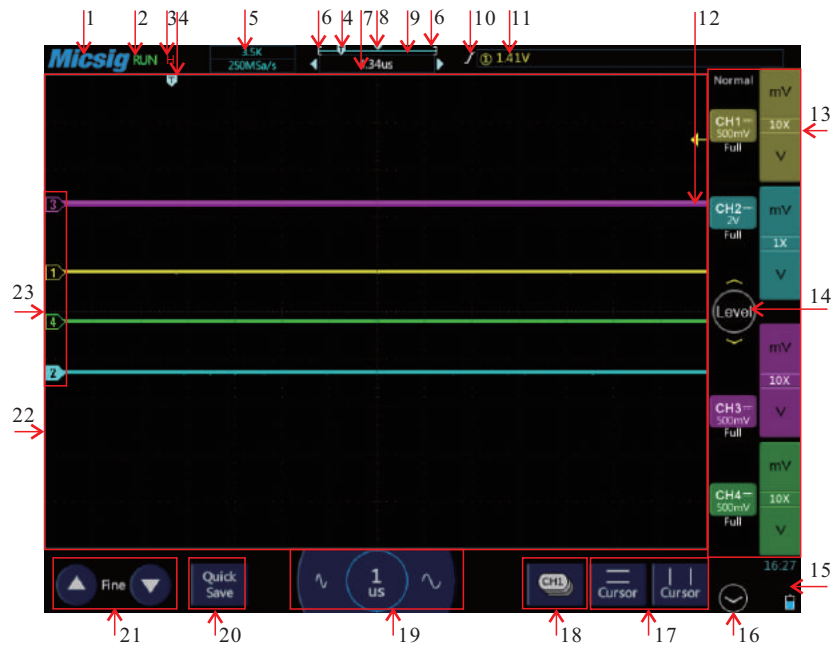 1 2 3 4 5 6 4 7 8 9 6 10 11 12
Micsig RUN H 3.5K 1.41V
250MSa/s .34us
T
Normal mV
CH1 10X 13
500mV
Full V
3
CH2 mV
2V
Full 1X
1 V
23 4 Level 14
2 mV
10X
22 CH3 V
500mV
Full
mV
CH4 10X
500mV
Full V
16:27
Fine Quick Save 1 us CH1 Cursor Cursor 15
21 20 19 18 17 16